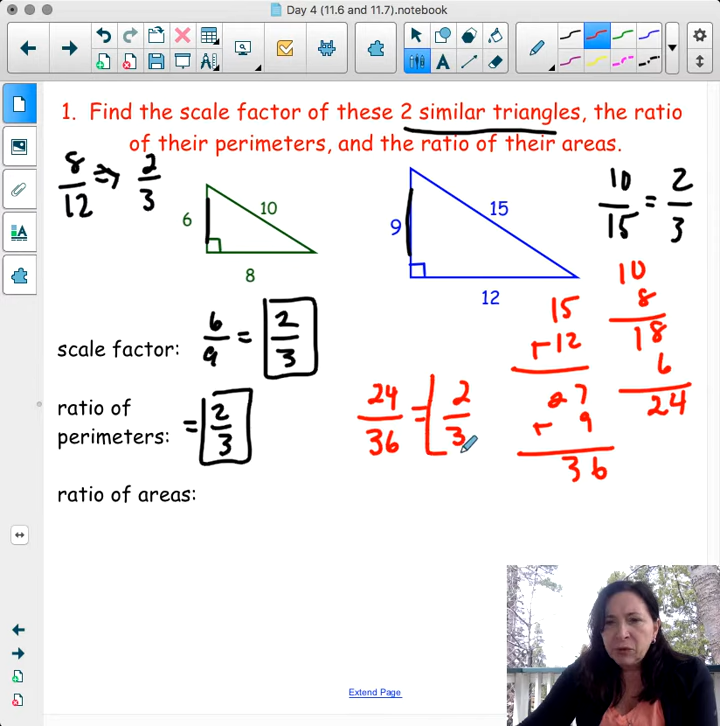 Day 4 (11.6 and 11.7).notebook
A
A
1. Find the scale factor of these 2 similar triangles, the ratio
of their perimeters, and the ratio of their areas.
8/12 ⇒ 2/3
6
10
8
9
15
12
10/15 = 2/3
scale factor:
6/9 = 2/3
ratio of
perimeters:
= 2/3
24/36 = 2/3
15
+12
27
+ 9
36
10
8
18
6
24
ratio of areas:
Extend Page